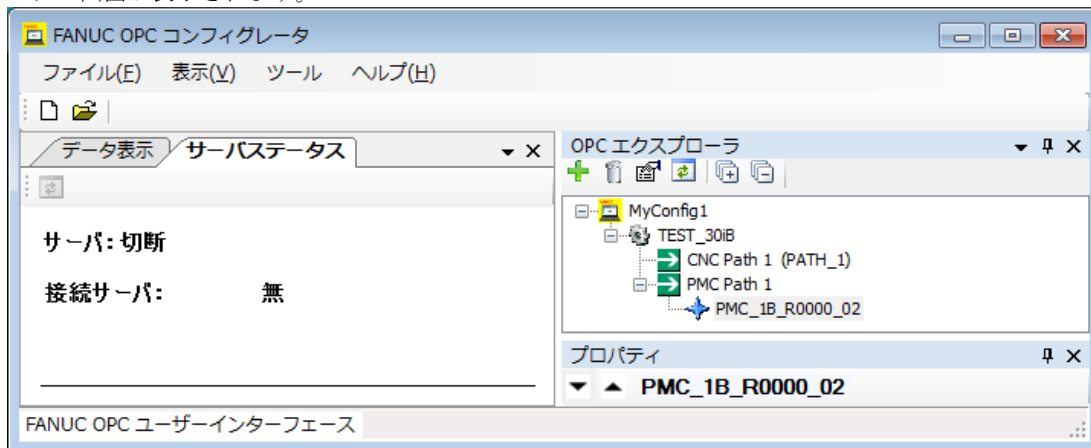 FANUC OPC コンフィグレータ
ファイル(F) 表示(V) ツール ヘルプ(H)
データ表示 サーバステータス
サーバ: 切断
接続サーバ: 無
OPC エクスプローラ
MyConfig1
TEST_30iB
CNC Path 1 (PATH_1)
PMC Path 1
PMC_1B_R0000_02
プロパティ
PMC_1B_R0000_02
FANUC OPC ユーザーインターフェース